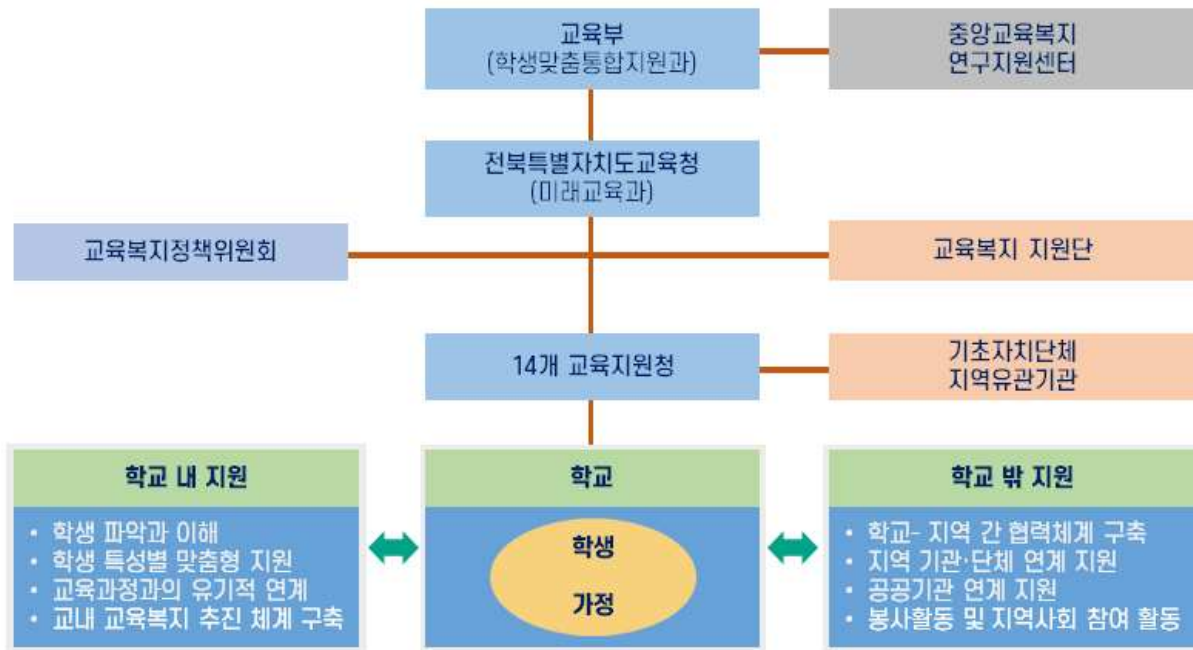 교육부
(학생맞춤통합지원과)
중앙교육복지
연구지원센터
전북특별자치도교육청
(미래교육과)
교육복지정책위원회
교육복지 지원단
14개 교육지원청
기초자치단체
지역유관기관
학교 내 지원
• 학생 파악과 이해
• 학생 특성별 맞춤형 지원
• 교육과정과의 유기적 연계
• 교내 교육복지 추진 체계 구축
학교
학생
가정
학교 밖 지원
• 학교- 지역 간 협력체계 구축
• 지역 기관·단체 연계 지원
• 공공기관 연계 지원
• 봉사활동 및 지역사회 참여 활동